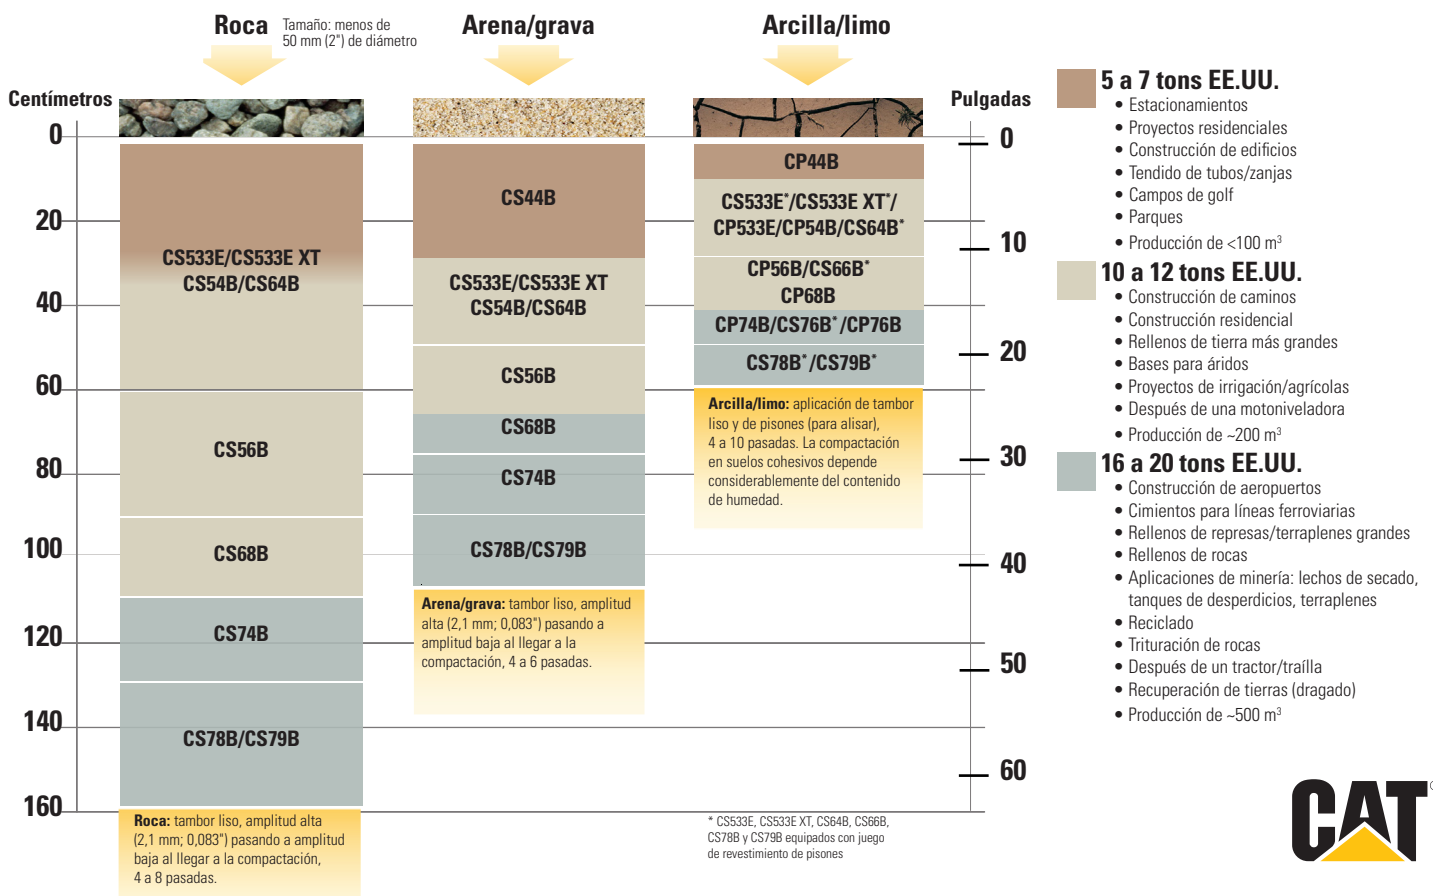 Roca
Tamaño: menos de
50 mm (2") de diámetro
Arena/grava
Arcilla/limo
Centímetros
Pulgadas
0
20
40
60
80
100
120
140
160
CS533E/CS533E XT
CS54B/CS64B
CS56B
CS68B
CS74B
CS78B/CS79B
Roca: tambor liso, amplitud alta
(2,1 mm; 0,083") pasando a amplitud
baja al llegar a la compactación,
4 a 8 pasadas.
CS44B
CS533E/CS533E XT
CS54B/CS64B
CS56B
CS68B
CS74B
CS78B/CS79B
Arena/grava: tambor liso, amplitud
alta (2,1 mm; 0,083") pasando a
amplitud baja al llegar a la
compactación, 4 a 6 pasadas.
CP44B
CS533E*/CS533E XT*/
CP533E/CP54B/CS64B*
CP56B/CS66B*
CP68B
CP74B/CS76B*/CP76B
CS78B*/CS79B*
Arcilla/limo: aplicación de tambor
liso y de pisones (para alisar),
4 a 10 pasadas. La compactación
en suelos cohesivos depende
considerablemente del contenido
de humedad.
* CS533E, CS533E XT, CS64B, CS66B,
CS78B y CS79B equipados con juego
de revestimiento de pisones
0
10
20
30
40
50
60
5 a 7 tons EE.UU.
• Estacionamientos
• Proyectos residenciales
• Construcción de edificios
• Tendido de tubos/zanjas
• Campos de golf
• Parques
• Producción de <100 m³
10 a 12 tons EE.UU.
• Construcción de caminos
• Construcción residencial
• Rellenos de tierra más grandes
• Bases para áridos
• Proyectos de irrigación/agrícolas
• Después de una motoniveladora
• Producción de ~200 m³
16 a 20 tons EE.UU.
• Construcción de aeropuertos
• Cimientos para líneas ferroviarias
• Rellenos de represas/terraplenes grandes
• Rellenos de rocas
• Aplicaciones de minería: lechos de secado,
tanques de desperdicios, terraplenes
• Reciclado
• Trituración de rocas
• Después de un tractor/traílla
• Recuperación de tierras (dragado)
• Producción de ~500 m³
CAT